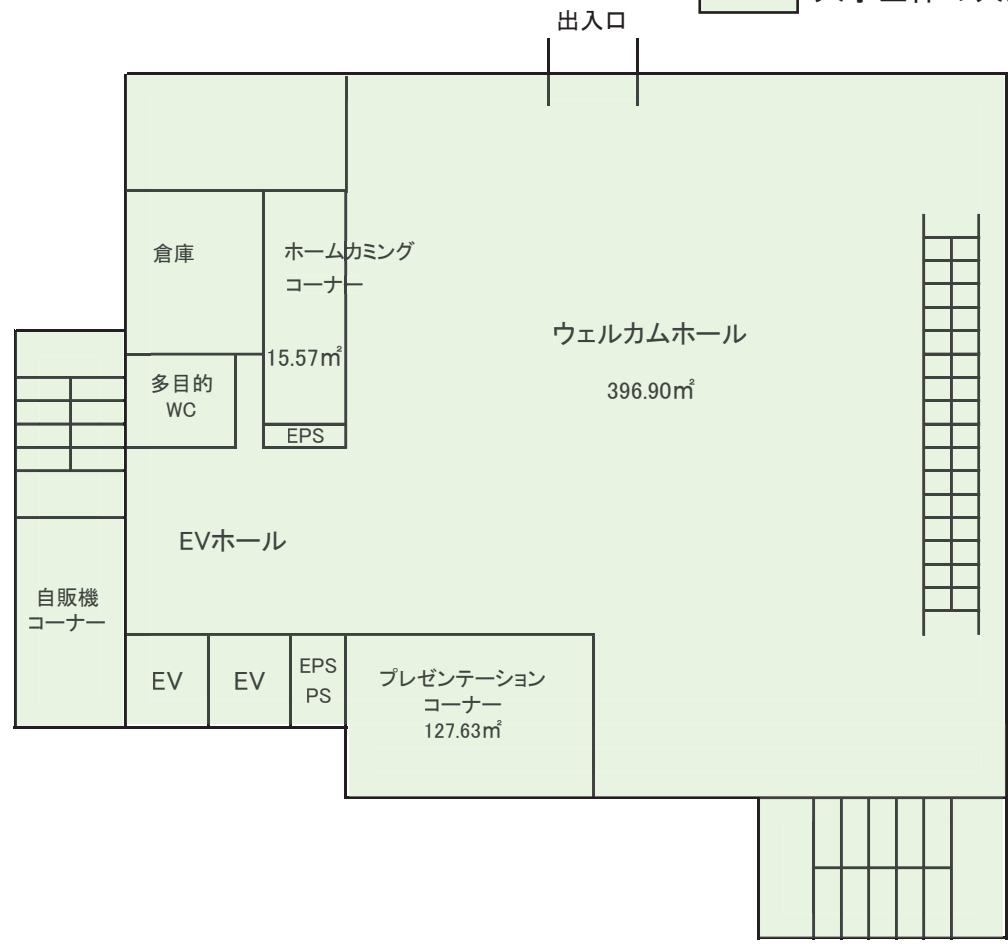 出入口
倉庫
ホームカミング
コーナー
15.57㎡
ウェルカムホール
396.90㎡
多目的
WC
EPS
EVホール
自販機
コーナー
EV
EV
EPS
PS
プレゼンテーション
コーナー
127.63㎡